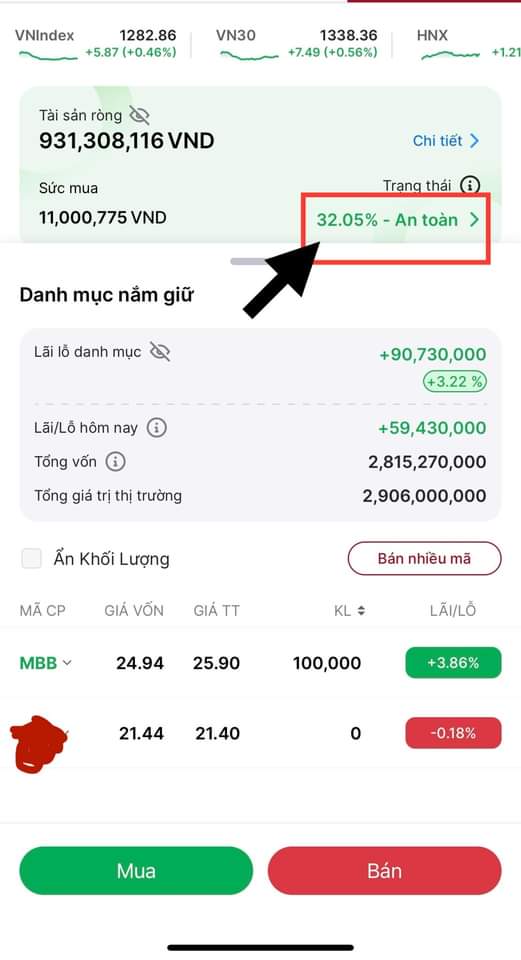 VNIndex 1282.86 VN30 1338.36 HNX
+5.87 (+0.46%) +7.49 (+0.56%) +1.21
Tài sản ròng
931,308,116 VND Chi tiết
Sức mua Trạng thái
11,000,775 VND 32.05% - An toàn
Danh mục nắm giữ
Lãi lỗ danh mục +90,730,000
+3.22 %
Lãi/Lỗ hôm nay +59,430,000
Tổng vốn 2,815,270,000
Tổng giá trị thị trường 2,906,000,000
Ẩn Khối Lượng Bán nhiều mã
MÃ CP GIÁ VỐN GIÁ TT KL LÃI/LỖ
MBB 24.94 25.90 100,000 +3.86%
21.44 21.40 0 -0.18%
Mua Bán